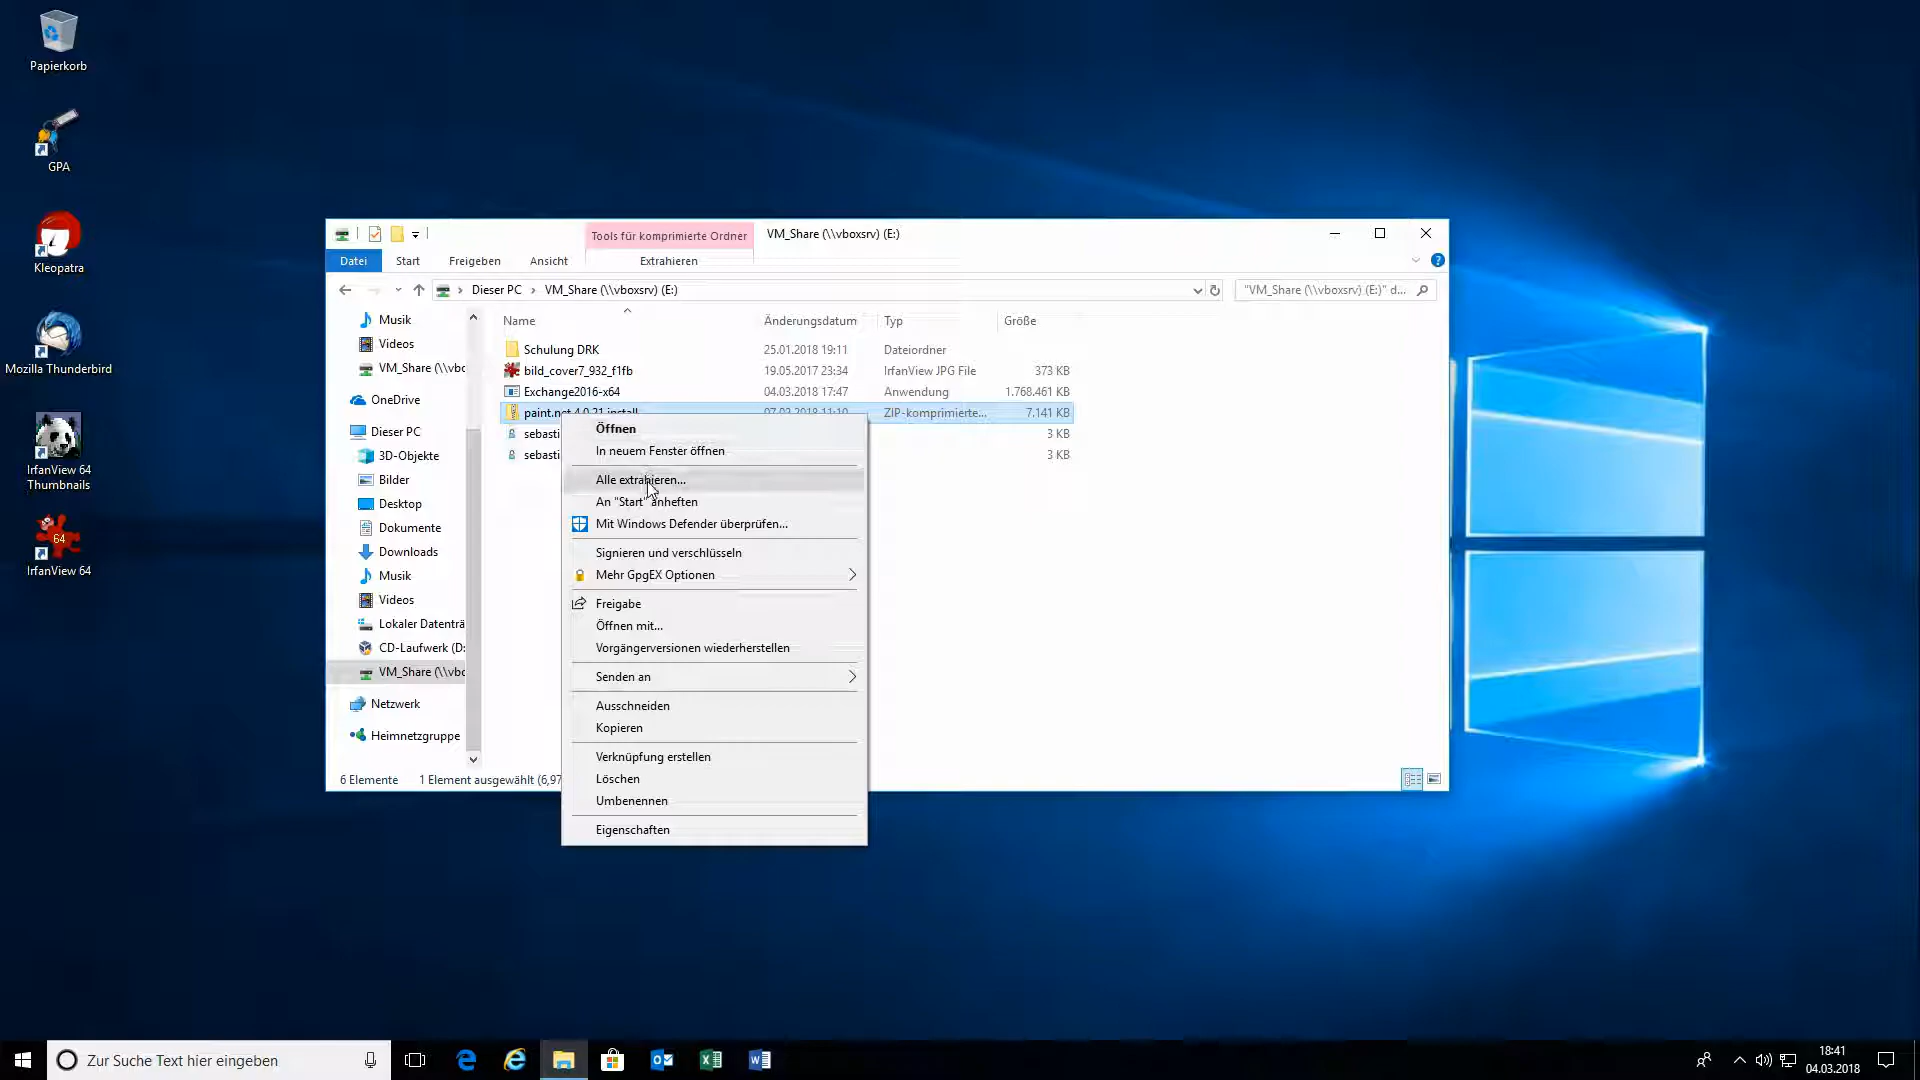 Papierkorb
GPA
Kleopatra
Mozilla Thunderbird
IrfanView 64
Thumbnails
64
IrfanView 64
Tools für komprimierte Ordner
VM_Share (\\vboxsrv) (E:)
Datei
Start
Freigeben
Ansicht
Extrahieren
Dieser PC
VM_Share (\\vboxsrv) (E:)
"VM_Share (\\vboxsrv) (E:)" d...
Musik
Videos
VM_Share (\\vbo
OneDrive
Dieser PC
3D-Objekte
Bilder
Desktop
Dokumente
Downloads
Musik
Videos
Lokaler Datenträ
CD-Laufwerk (D:
VM_Share (\\vbo
Netzwerk
Heimnetzgruppe
Name Änderungsdatum Typ Größe
Schulung DRK 25.01.2018 19:11 Dateiordner
bild_cover7_932_f1fb 19.05.2017 23:34 IrfanView JPG File 373 KB
Exchange2016-x64 04.03.2018 17:47 Anwendung 1.768.461 KB
paint.net.4.0.21.install 07.03.2018 11:10 ZIP-komprimierte... 7.141 KB
sebasti 3 KB
sebasti 3 KB
Öffnen
In neuem Fenster öffnen
Alle extrahieren...
An "Start" anheften
Mit Windows Defender überprüfen...
Signieren und verschlüsseln
Mehr GpgEX Optionen
Freigabe
Öffnen mit...
Vorgängerversionen wiederherstellen
Senden an
Ausschneiden
Kopieren
Verknüpfung erstellen
Löschen
Umbenennen
Eigenschaften
6 Elemente 1 Element ausgewählt (6,97
Zur Suche Text hier eingeben
18:41
04.03.2018